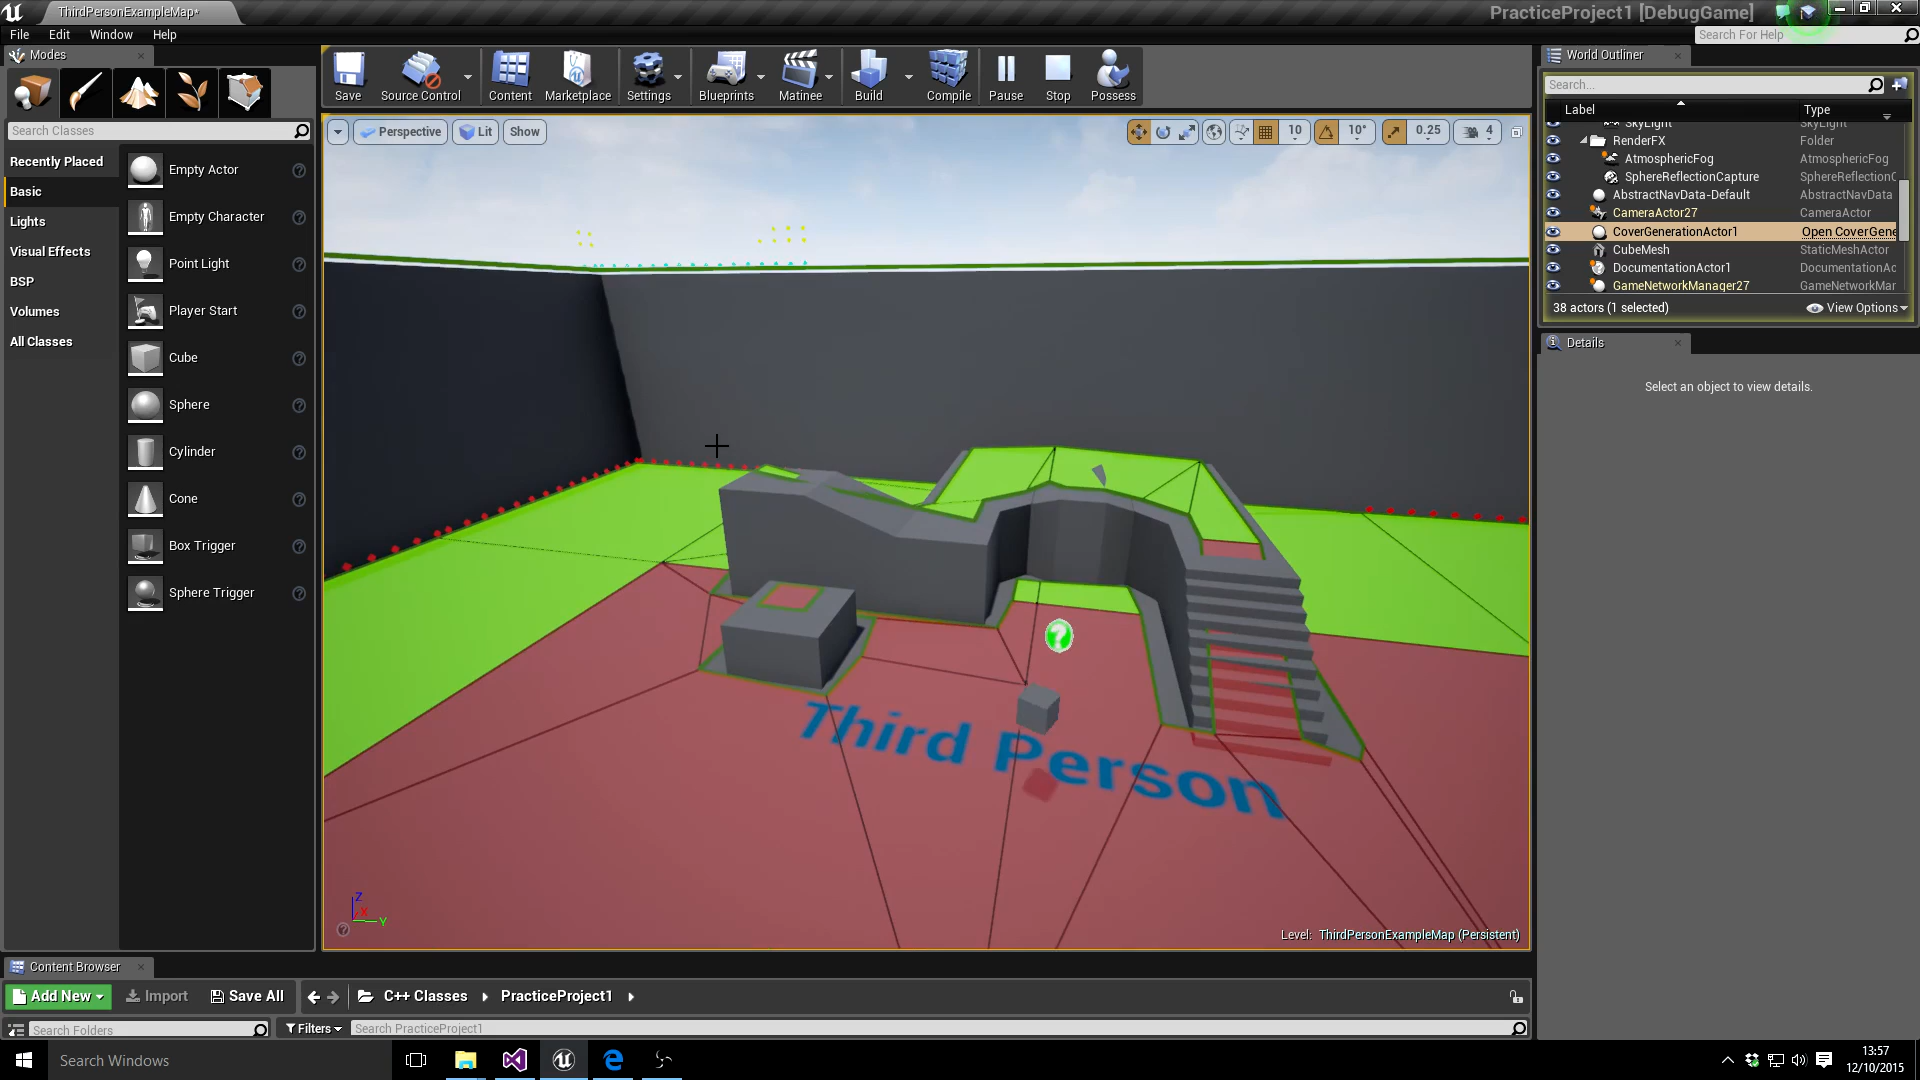 ThirdPersonExampleMap*
PracticeProject1 [DebugGame]
File Edit Window Help
Search For Help
Modes
Search Classes
Recently Placed
Basic
Lights
Visual Effects
BSP
Volumes
All Classes
Empty Actor
Empty Character
Point Light
Player Start
Cube
Sphere
Cylinder
Cone
Box Trigger
Sphere Trigger
Save Source Control Content Marketplace Settings Blueprints Matinee Build Compile Pause Stop Possess
Perspective Lit Show
10 10° 0.25 4
Third Person
Z
X
Y
Level: ThirdPersonExampleMap (Persistent)
World Outliner
Search...
Label Type
SkyLight SkyLight
RenderFX Folder
AtmosphericFog AtmosphericFog
SphereReflectionCapture SphereReflectionC
AbstractNavData-Default AbstractNavData
CameraActor27 CameraActor
CoverGenerationActor1 Open CoverGene
CubeMesh StaticMeshActor
DocumentationActor1 DocumentationAc
GameNetworkManager27 GameNetworkMar
38 actors (1 selected) View Options
Details
Select an object to view details.
Content Browser
Add New Import Save All C++ Classes PracticeProject1
Search Folders Filters Search PracticeProject1
Search Windows
13:57
12/10/2015